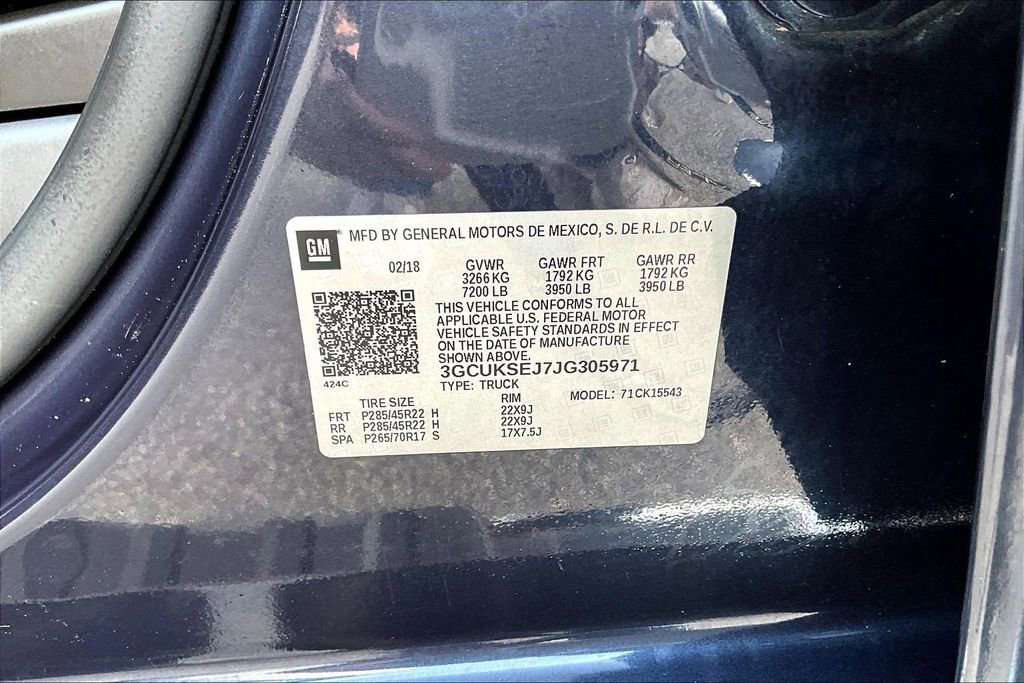 GM® MFD BY GENERAL MOTORS DE MEXICO, S. DE R.L. DE C.V.
02/18 GVWR GAWR FRT GAWR RR
3266 KG 1792 KG 1792 KG
7200 LB 3950 LB 3950 LB
THIS VEHICLE CONFORMS TO ALL
APPLICABLE U.S. FEDERAL MOTOR
VEHICLE SAFETY STANDARDS IN EFFECT
ON THE DATE OF MANUFACTURE
SHOWN ABOVE.
3GCUKSEJ7JG305971
424C TYPE: TRUCK MODEL: 71CK15543
TIRE SIZE RIM
FRT P285/45R22 H 22X9J
RR P285/45R22 H 22X9J
SPA P265/70R17 S 17X7.5J